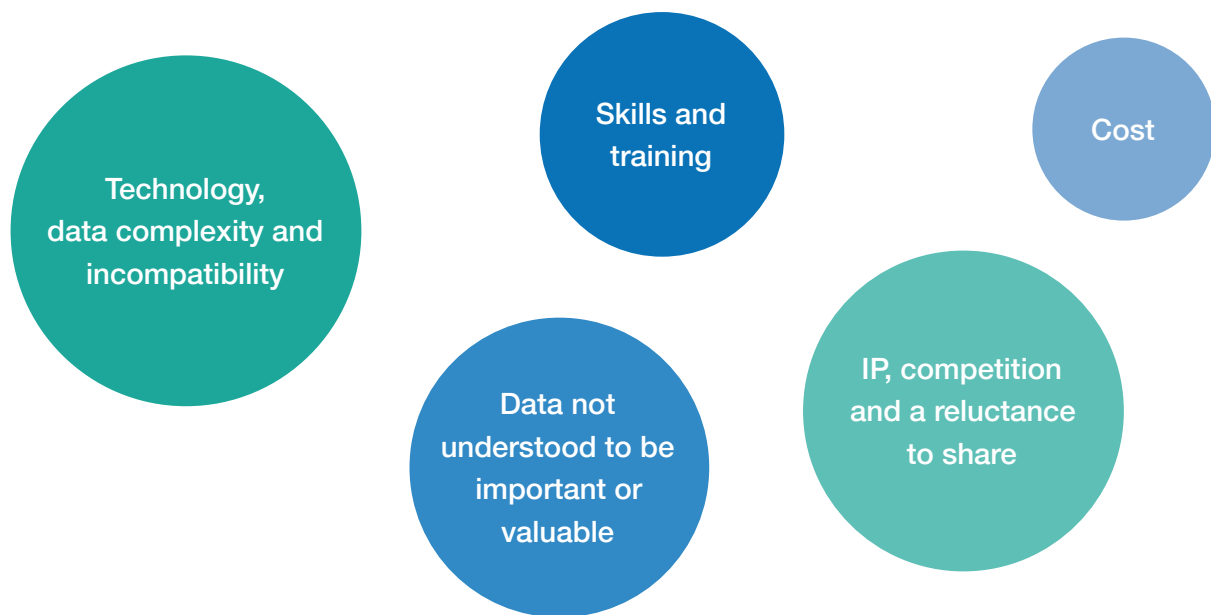 Technology,
data complexity and
incompatibility
Skills and
training
Cost
Data not
understood to be
important or
valuable
IP, competition
and a reluctance
to share